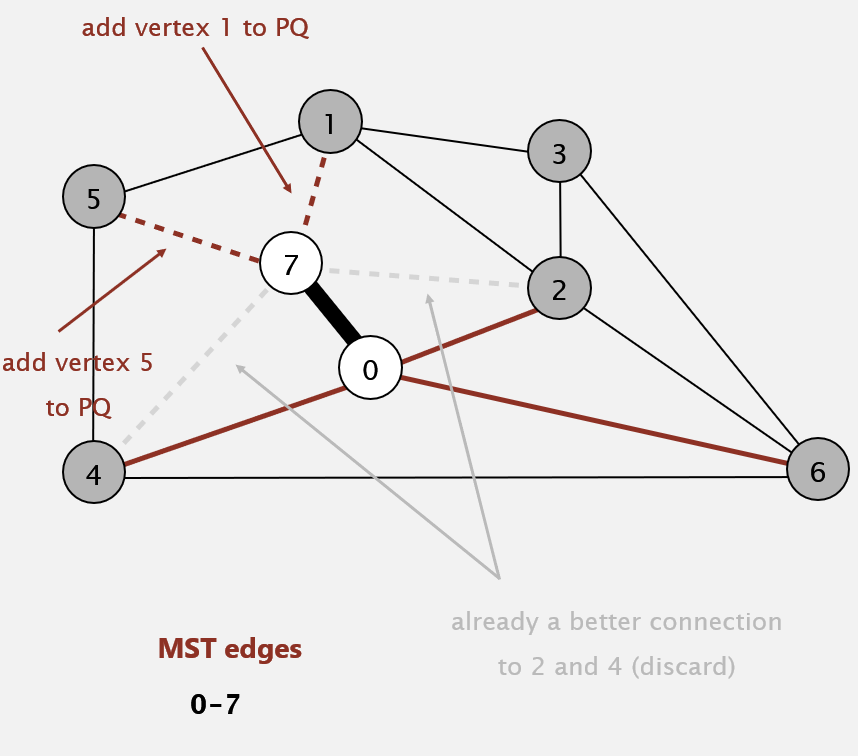 add vertex 1 to PQ
1
3
5
7
2
add vertex 5
to PQ
0
4
6
already a better connection
to 2 and 4 (discard)
MST edges
0-7